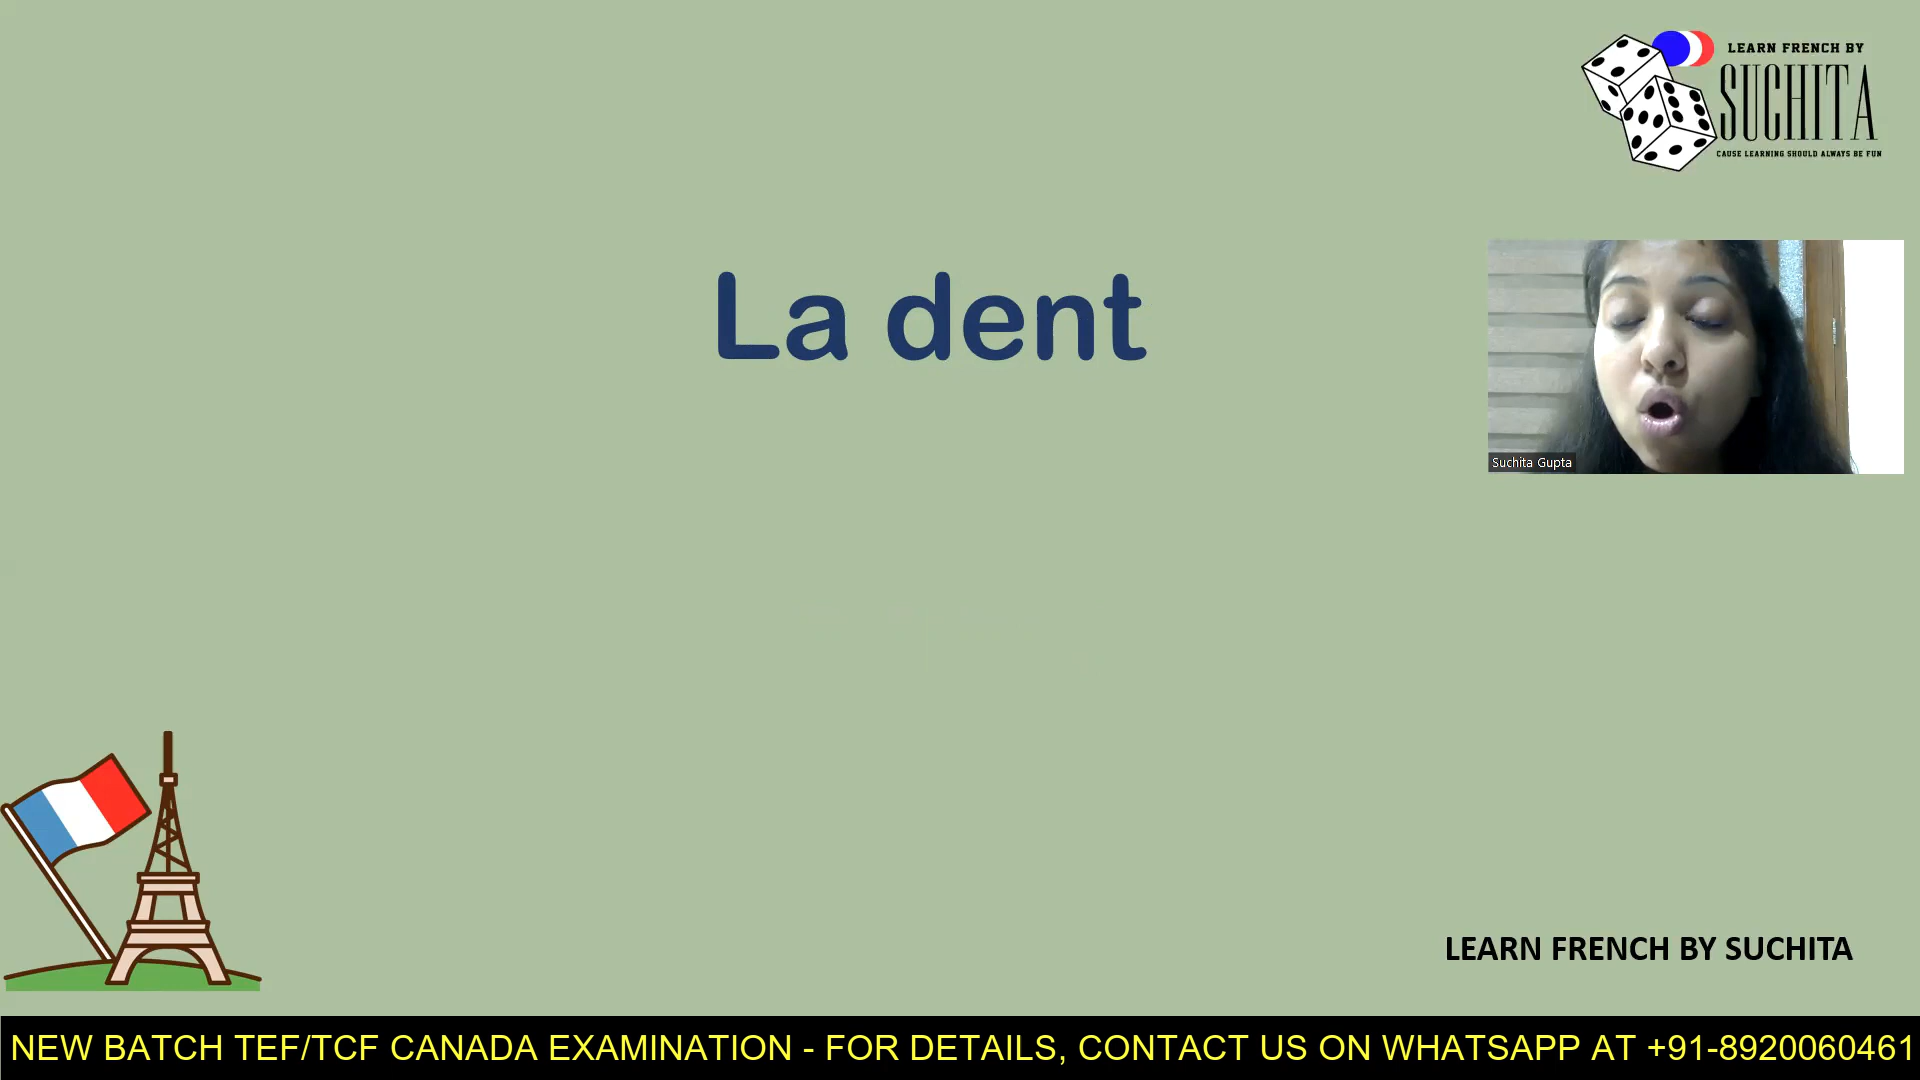 LEARN FRENCH BY
SUCHITA
CAUSE LEARNING SHOULD ALWAYS BE FUN
La dent
Suchita Gupta
LEARN FRENCH BY SUCHITA
NEW BATCH TEF/TCF CANADA EXAMINATION - FOR DETAILS, CONTACT US ON WHATSAPP AT +91-8920060461